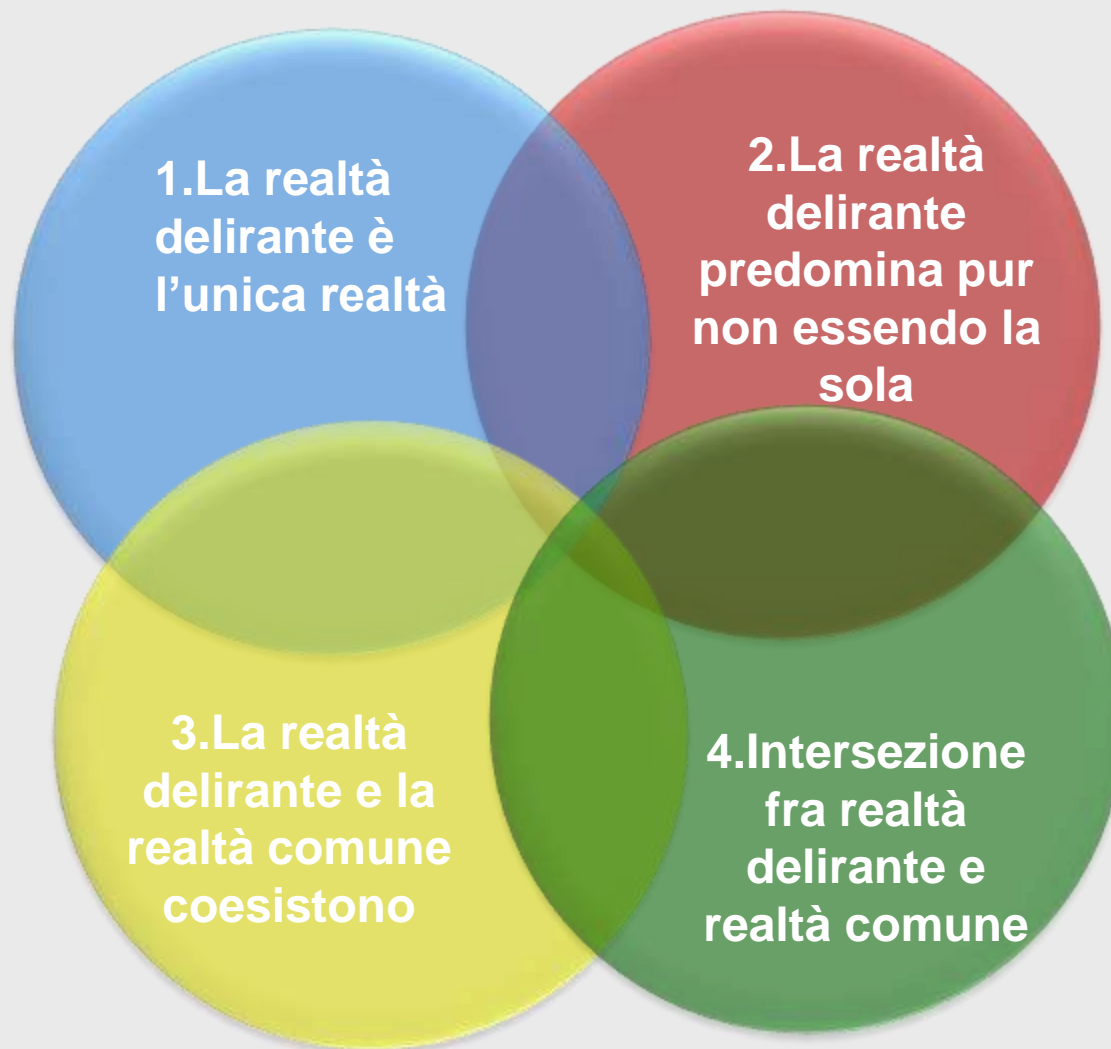 1.La realtà
delirante è
l’unica realtà
2.La realtà
delirante
predomina pur
non essendo la
sola
3.La realtà
delirante e la
realtà comune
coesistono
4.Intersezione
fra realtà
delirante e
realtà comune